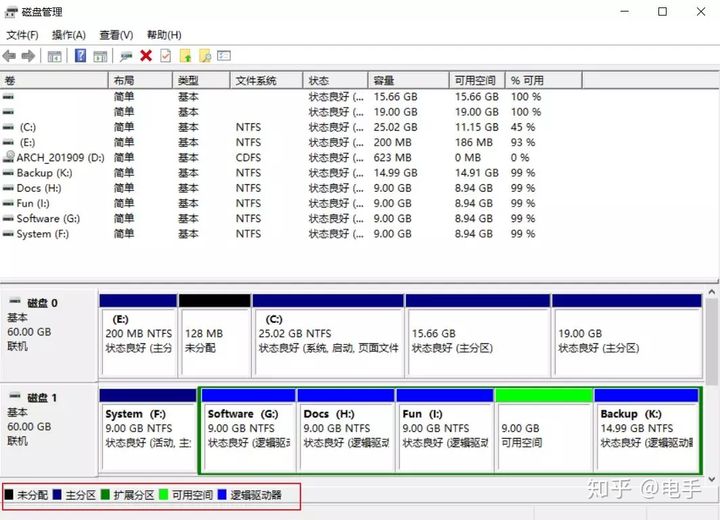 磁盘管理
文件(F) 操作(A) 查看(V) 帮助(H)
卷 布局 类型 文件系统 状态 容量 可用空间 % 可用
简单 基本 状态良好 (... 15.66 GB 15.66 GB 100 %
简单 基本 状态良好 (... 19.00 GB 19.00 GB 100 %
(C:) 简单 基本 NTFS 状态良好 (... 25.02 GB 11.15 GB 45 %
(E:) 简单 基本 NTFS 状态良好 (... 200 MB 186 MB 93 %
ARCH_201909 (D:) 简单 基本 CDFS 状态良好 (... 623 MB 0 MB 0 %
Backup (K:) 简单 基本 NTFS 状态良好 (... 14.99 GB 14.91 GB 99 %
Docs (H:) 简单 基本 NTFS 状态良好 (... 9.00 GB 8.94 GB 99 %
Fun (I:) 简单 基本 NTFS 状态良好 (... 9.00 GB 8.94 GB 99 %
Software (G:) 简单 基本 NTFS 状态良好 (... 9.00 GB 8.94 GB 99 %
System (F:) 简单 基本 NTFS 状态良好 (... 9.00 GB 8.94 GB 99 %
磁盘 0
基本
60.00 GB
联机
(E:)
200 MB NTFS
状态良好 (主分
128 MB
未分配
(C:)
25.02 GB NTFS
状态良好 (系统, 启动, 页面文件
15.66 GB
状态良好 (主分区)
19.00 GB
状态良好 (主分区)
磁盘 1
基本
60.00 GB
联机
System (F:)
9.00 GB NTFS
状态良好 (活动, 主
Software (G:)
9.00 GB NTFS
状态良好 (逻辑驱动
Docs (H:)
9.00 GB NTFS
状态良好 (逻辑驱动
Fun (I:)
9.00 GB NTFS
状态良好 (逻辑驱动
9.00 GB
可用空间
Backup (K:)
14.99 GB NTFS
状态良好 (逻辑驱动器
未分配 主分区 扩展分区 可用空间 逻辑驱动器
知乎 @电手